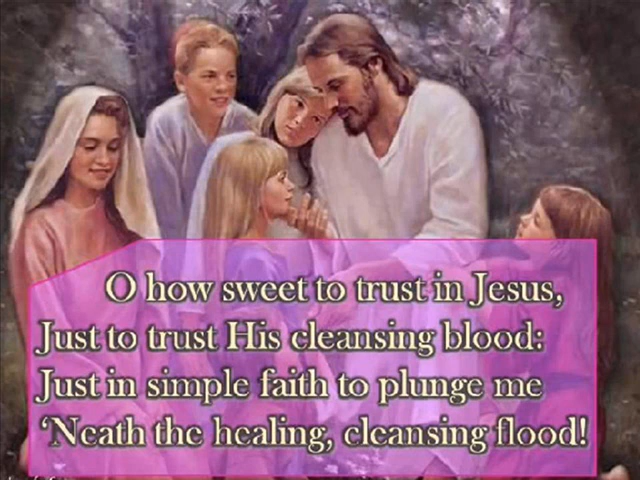 O how sweet to trust in Jesus,
Just to trust His cleansing blood:
Just in simple faith to plunge me
‘Neath the healing, cleansing flood!